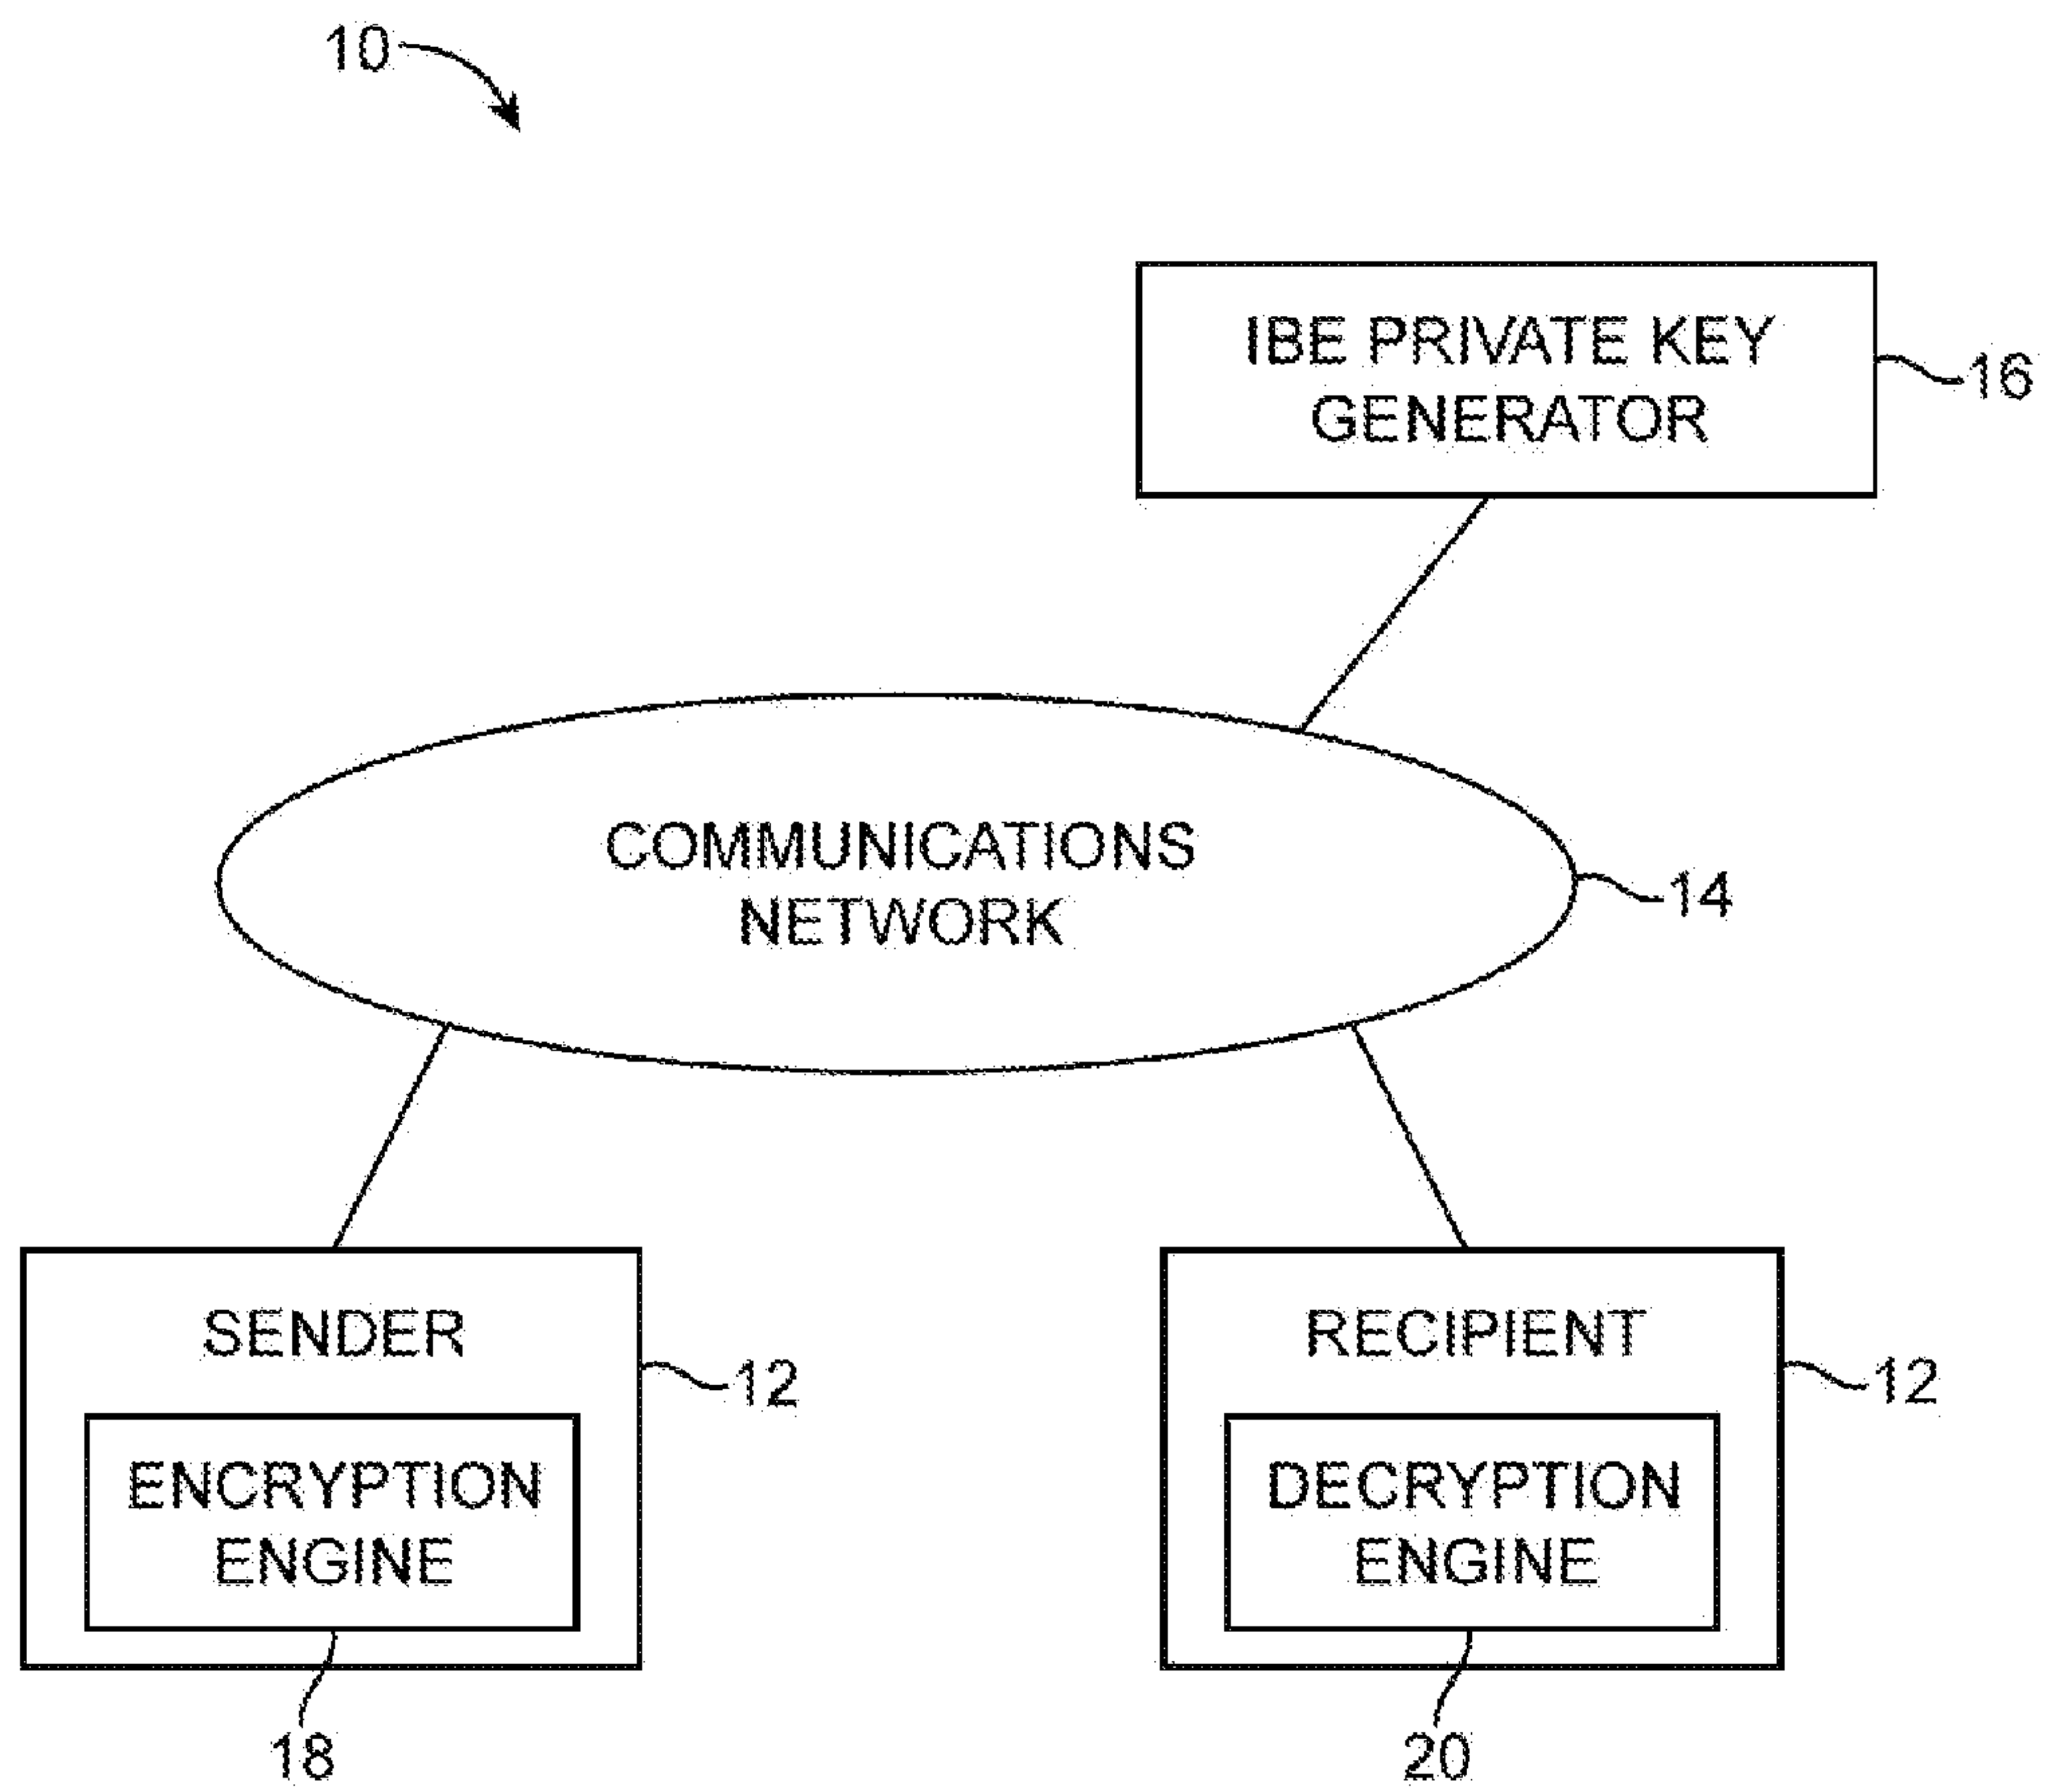 10
IBE PRIVATE KEY
GENERATOR
16
COMMUNICATIONS
NETWORK
14
SENDER
12
ENCRYPTION
ENGINE
18
RECIPIENT
12
DECRYPTION
ENGINE
20